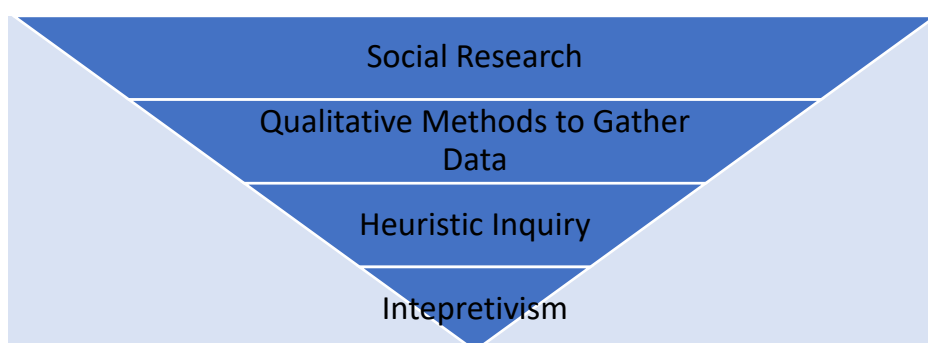 Social Research
Qualitative Methods to Gather
Data
Heuristic Inquiry
Intepretivism